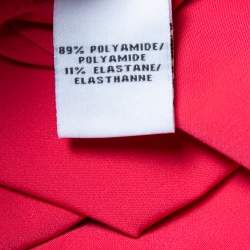 89% POLYAMIDE/
POLYAMIDE
11% ELASTANE/
ELASTHANNE